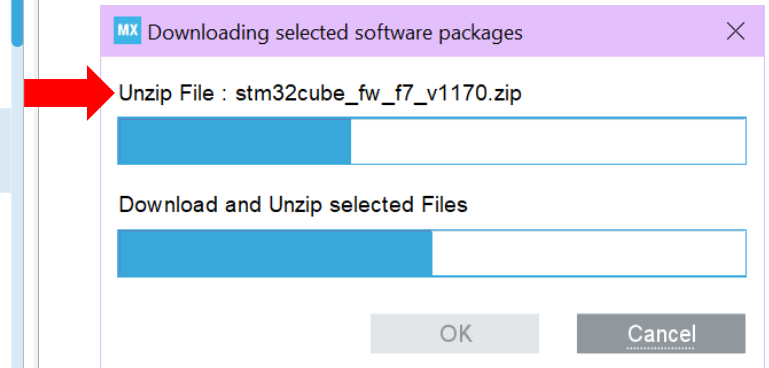 MX Downloading selected software packages
Unzip File : stm32cube_fw_f7_v1170.zip
Download and Unzip selected Files
OK Cancel